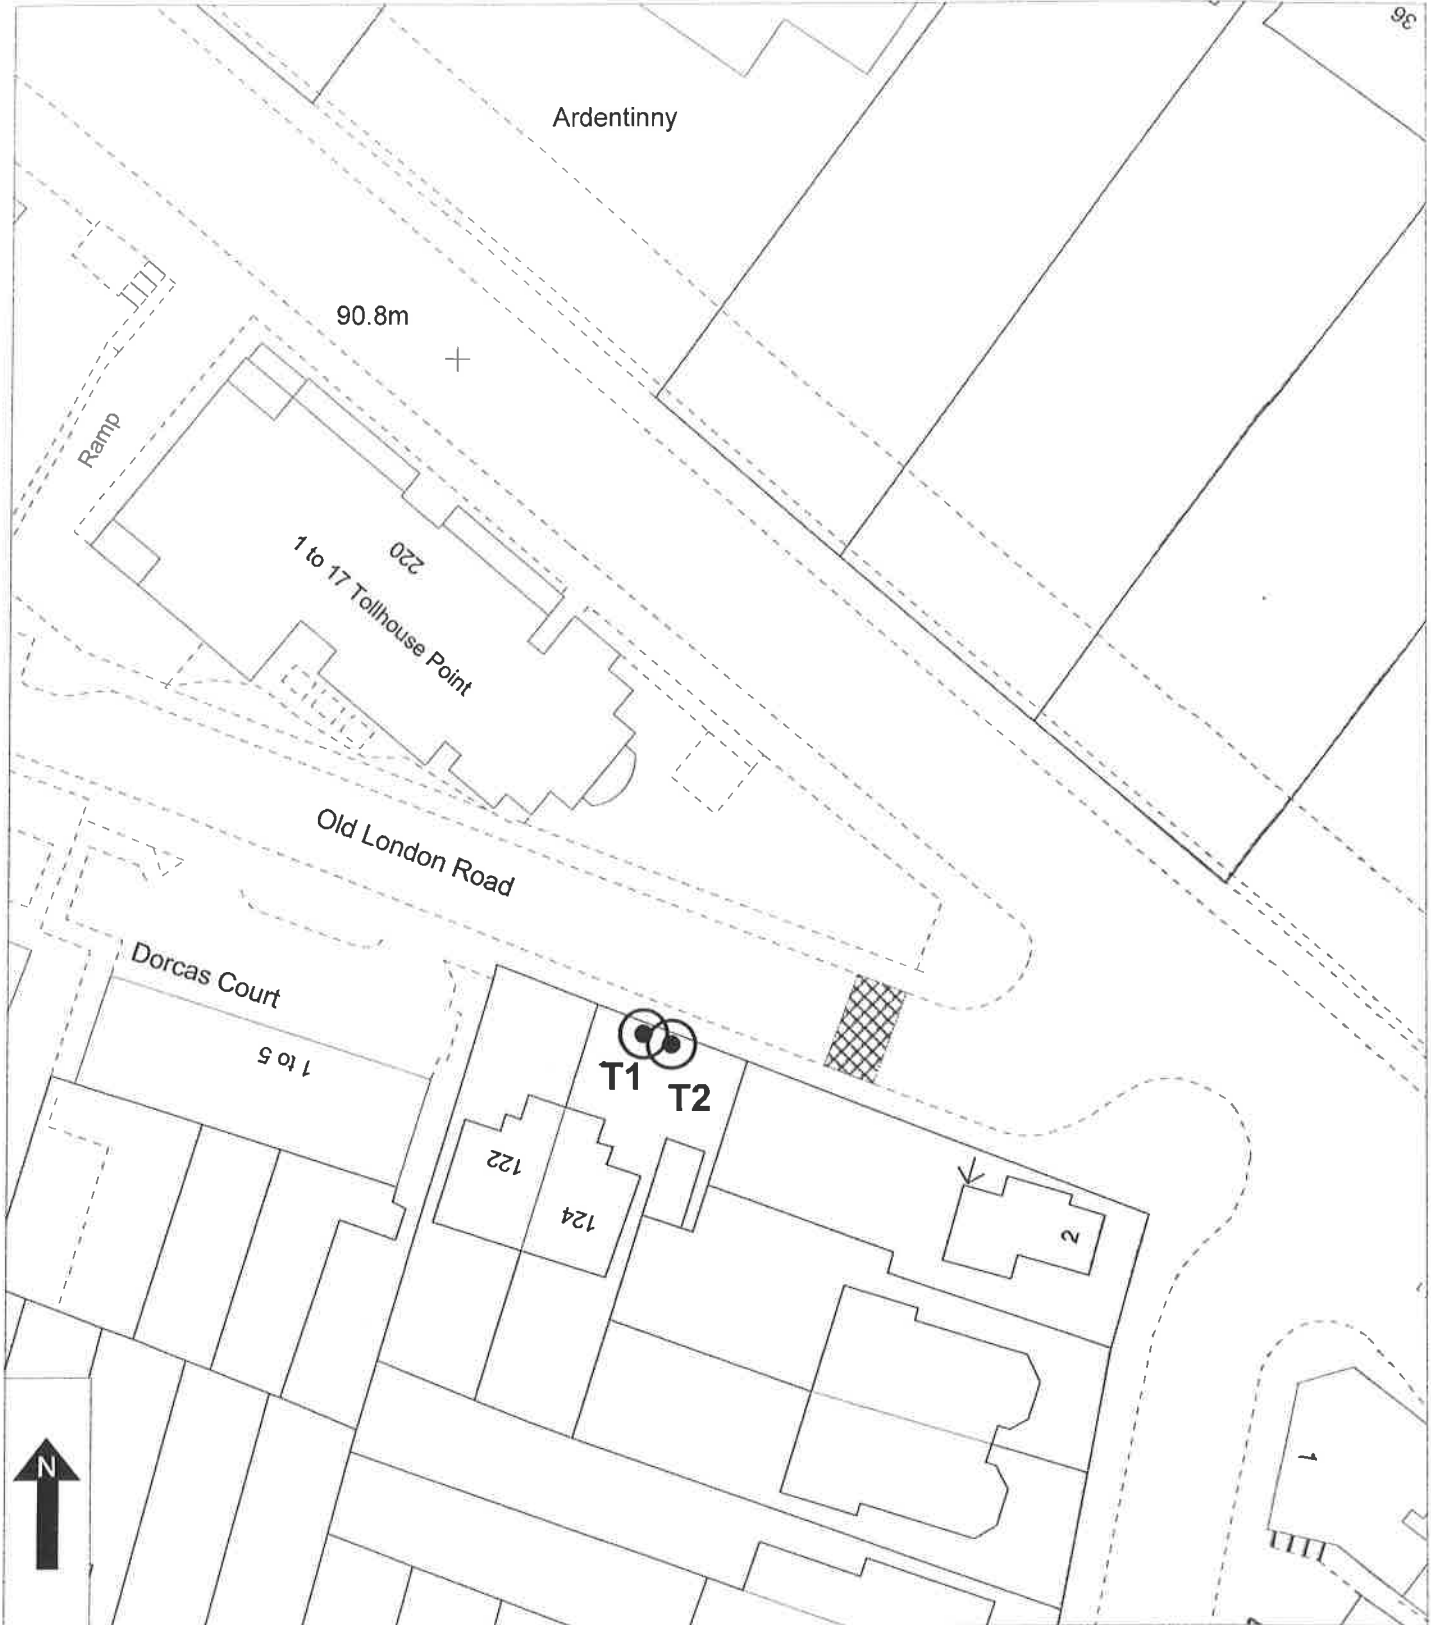 36
Ardentinny
90.8m
Ramp
220
1 to 17 Tollhouse Point
Old London Road
Dorcas Court
1 to 5
T1
T2
122
124
2
N
1